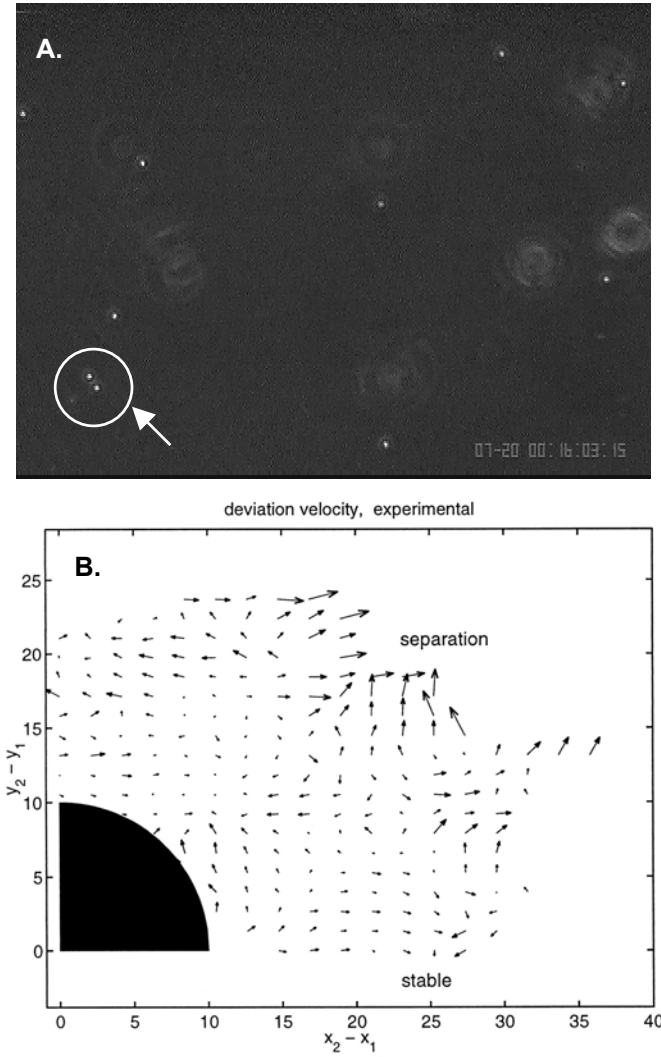 A.
07-20 00:16:03:15
deviation velocity, experimental
B.
25
separation
20
15
y₂ – y₁
10
5
0
stable
0 5 10 15 20 25 30 35 40
x₂ – x₁